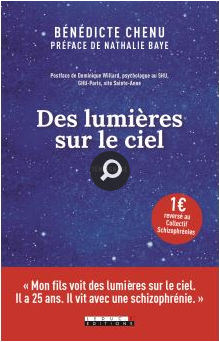 BÉNÉDICTE CHENU
PRÉFACE DE NATHALIE BAYE
Postface de Dominique Willard, psychologue au SHU,
GHU-Paris, site Sainte-Anne
Des lumières
sur le ciel
1€
reversé au
Collectif
Schizophrénies
« Mon fils voit des lumières sur le ciel.
Il a 25 ans. Il vit avec une schizophrénie. »
LEDUC
ÉDITIONS